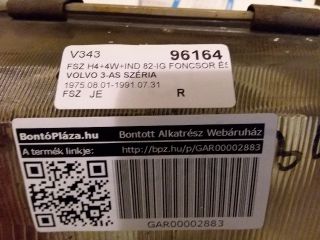 V343 96164
FSZ H4+4W+IND 82-IG FONCSOR ÉS
VOLVO 3-AS SZÉRIA
1975.08.01-1991.07.31
FSZ JE R
BontóPláza.hu Bontott Alkatrész Webáruház
A termék linkje: http://bpz.hu/p/GAR00002883
GAR00002883